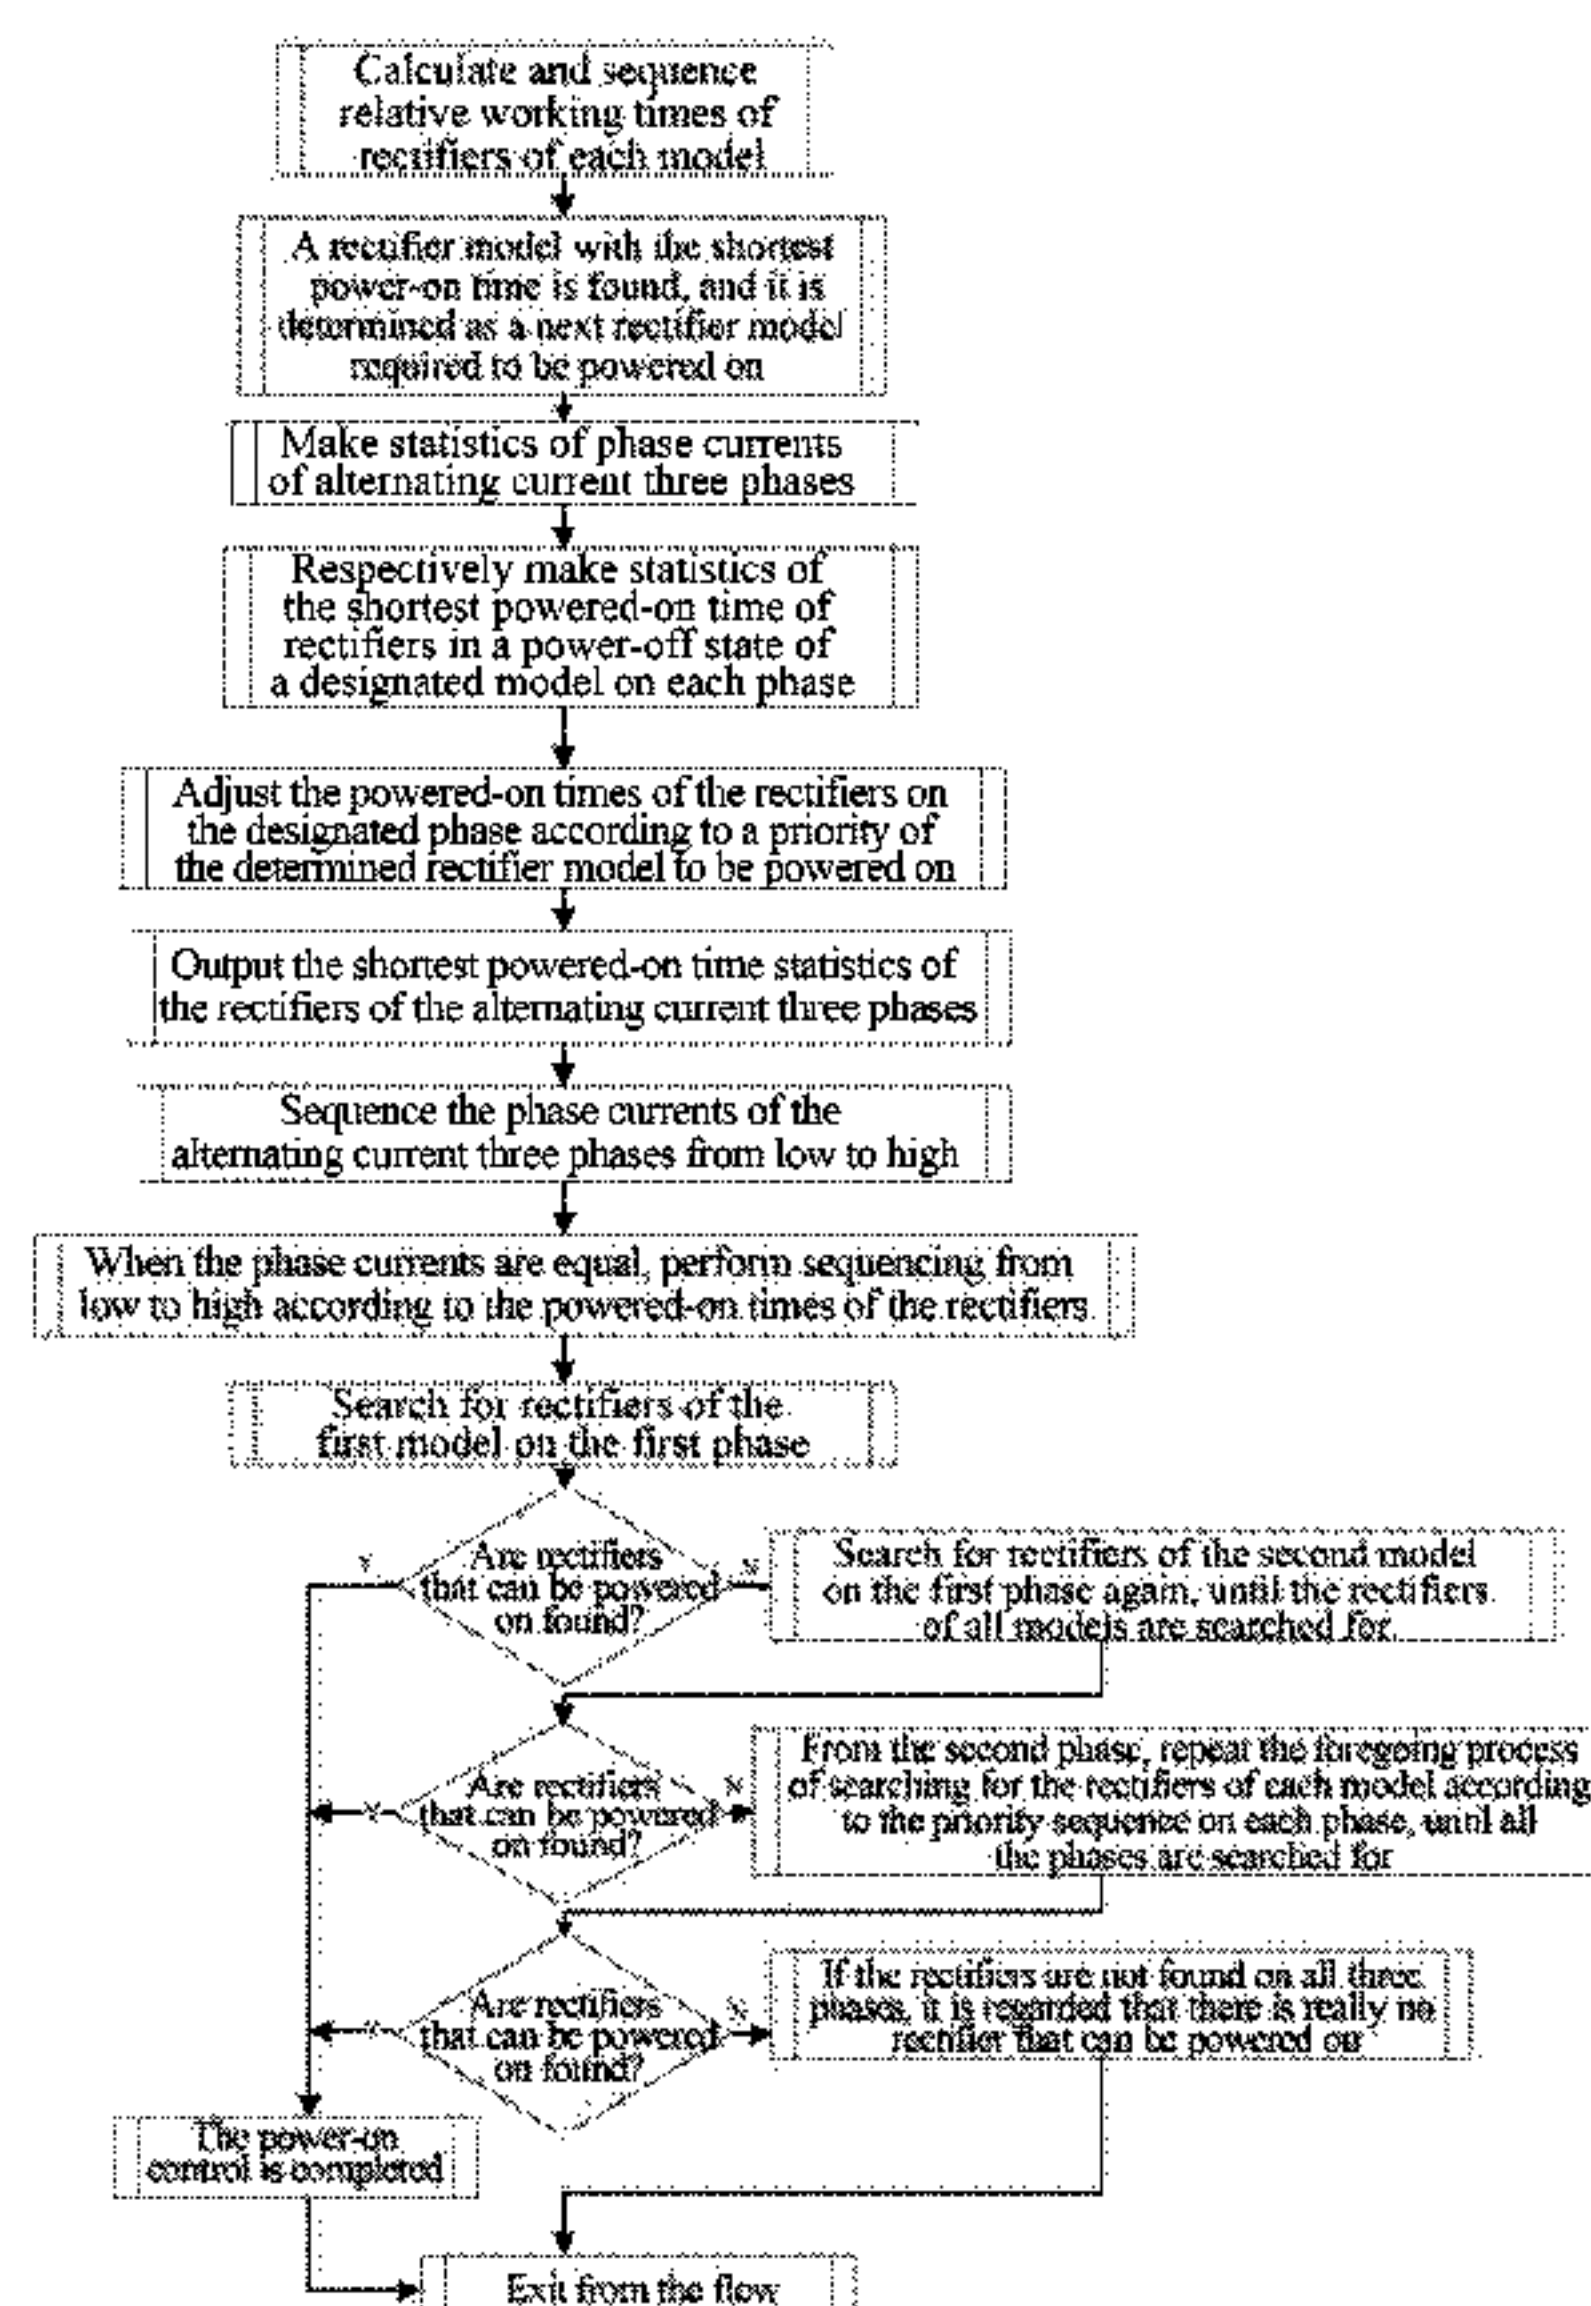 Calculate and sequence
relative working times of
rectifiers of each model
A rectifier model with the shortest
power-on time is found, and it is
determined as a next rectifier model
required to be powered on
Make statistics of phase currents
of alternating current three phases
Respectively make statistics of
the shortest powered-on time of
rectifiers in a power-off state of
a designated model on each phase
Adjust the powered-on times of the rectifiers on
the designated phase according to a priority of
the determined rectifier model to be powered on
Output the shortest powered-on time statistics of
the rectifiers of the alternating current three phases
Sequence the phase currents of the
alternating current three phases from low to high
When the phase currents are equal, perform sequencing from
low to high according to the powered-on times of the rectifiers
Search for rectifiers of the
first model on the first phase
Y
Are rectifiers
that can be powered
on found?
N
Search for rectifiers of the second model
on the first phase again, until the rectifiers
of all models are searched for
Y
Are rectifiers
that can be powered
on found?
N
From the second phase, repeat the foregoing process
of searching for the rectifiers of each model according
to the priority sequence on each phase, until all
the phases are searched for
Y
Are rectifiers
that can be powered
on found?
N
If the rectifiers are not found on all three
phases, it is regarded that there is really no
rectifier that can be powered on
The power-on
control is completed
Exit from the flow